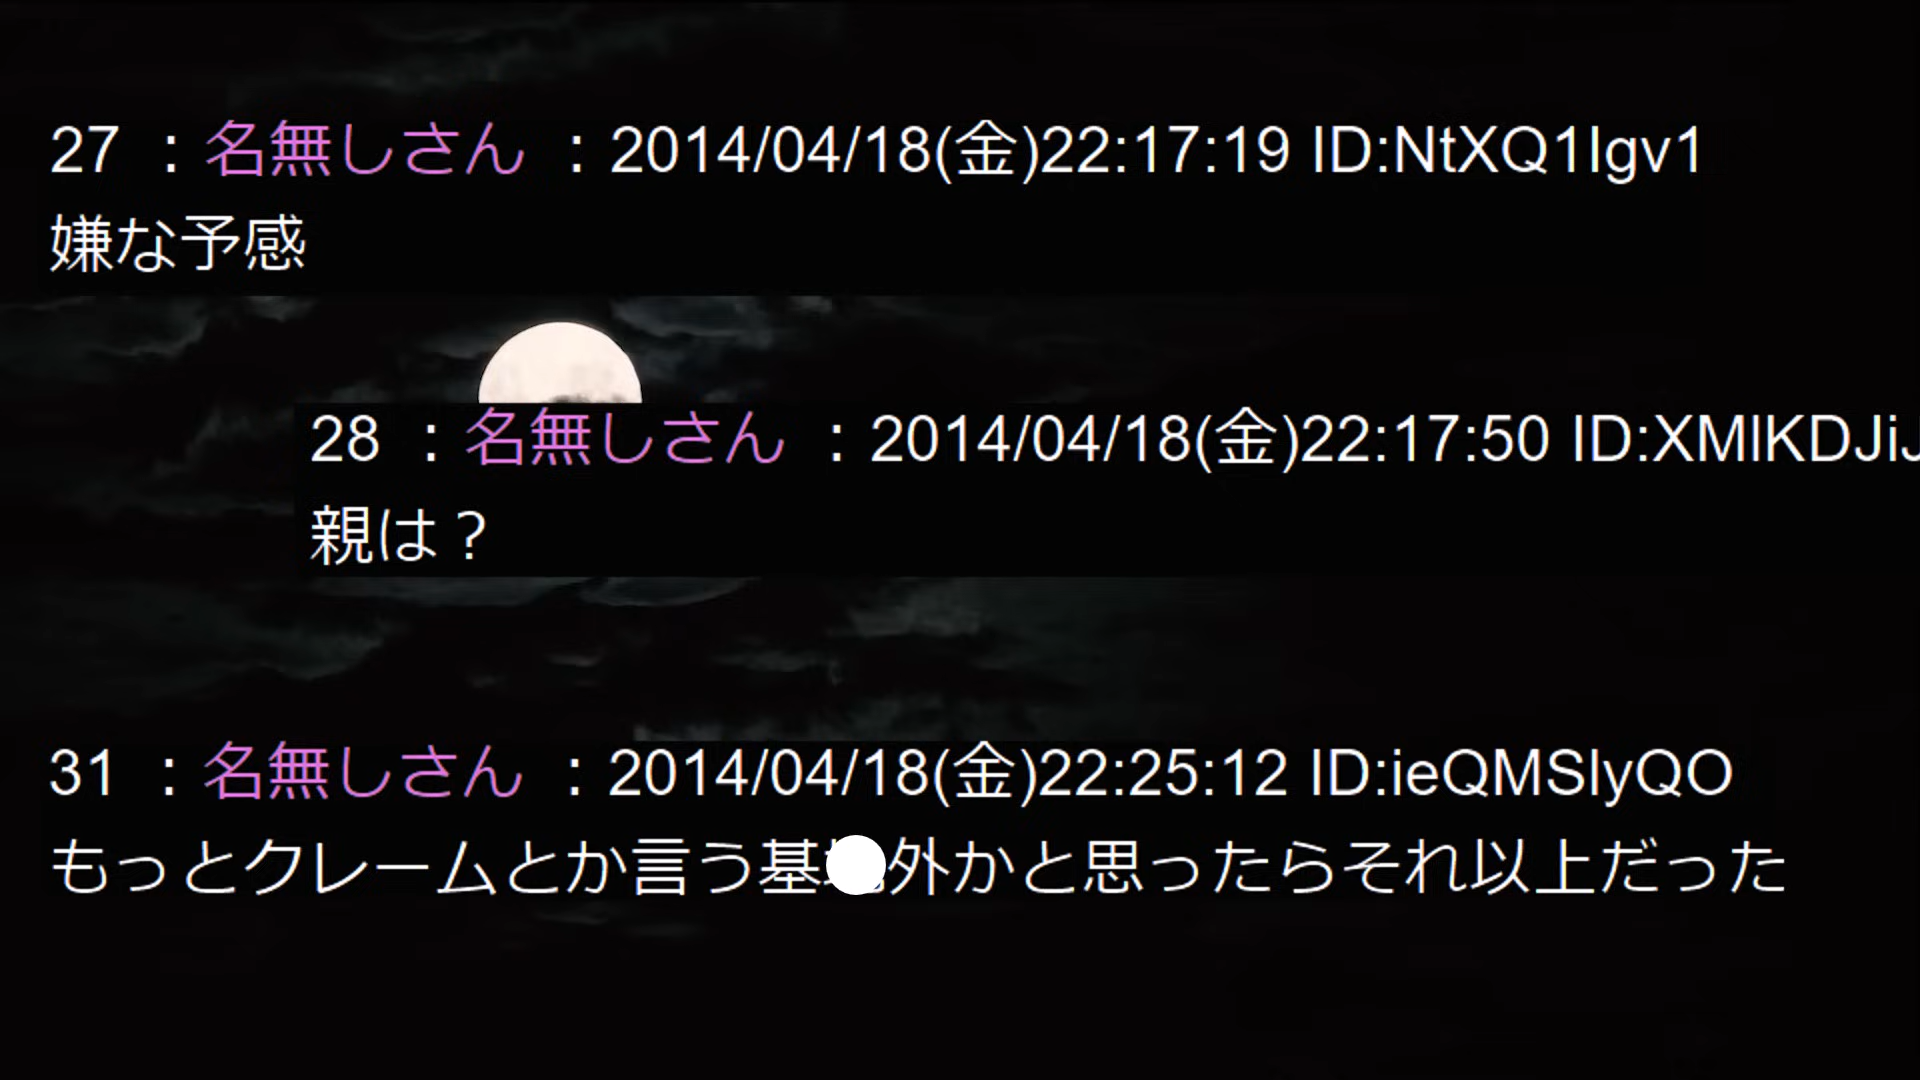 27 ：名無しさん ：2014/04/18(金)22:17:19 ID:NtXQ1Igv1
嫌な予感
28 ：名無しさん ：2014/04/18(金)22:17:50 ID:XMlKDJiJ
親は？
31 ：名無しさん ：2014/04/18(金)22:25:12 ID:ieQMSlyQO
もっとクレームとか言う基外かと思ったらそれ以上だった